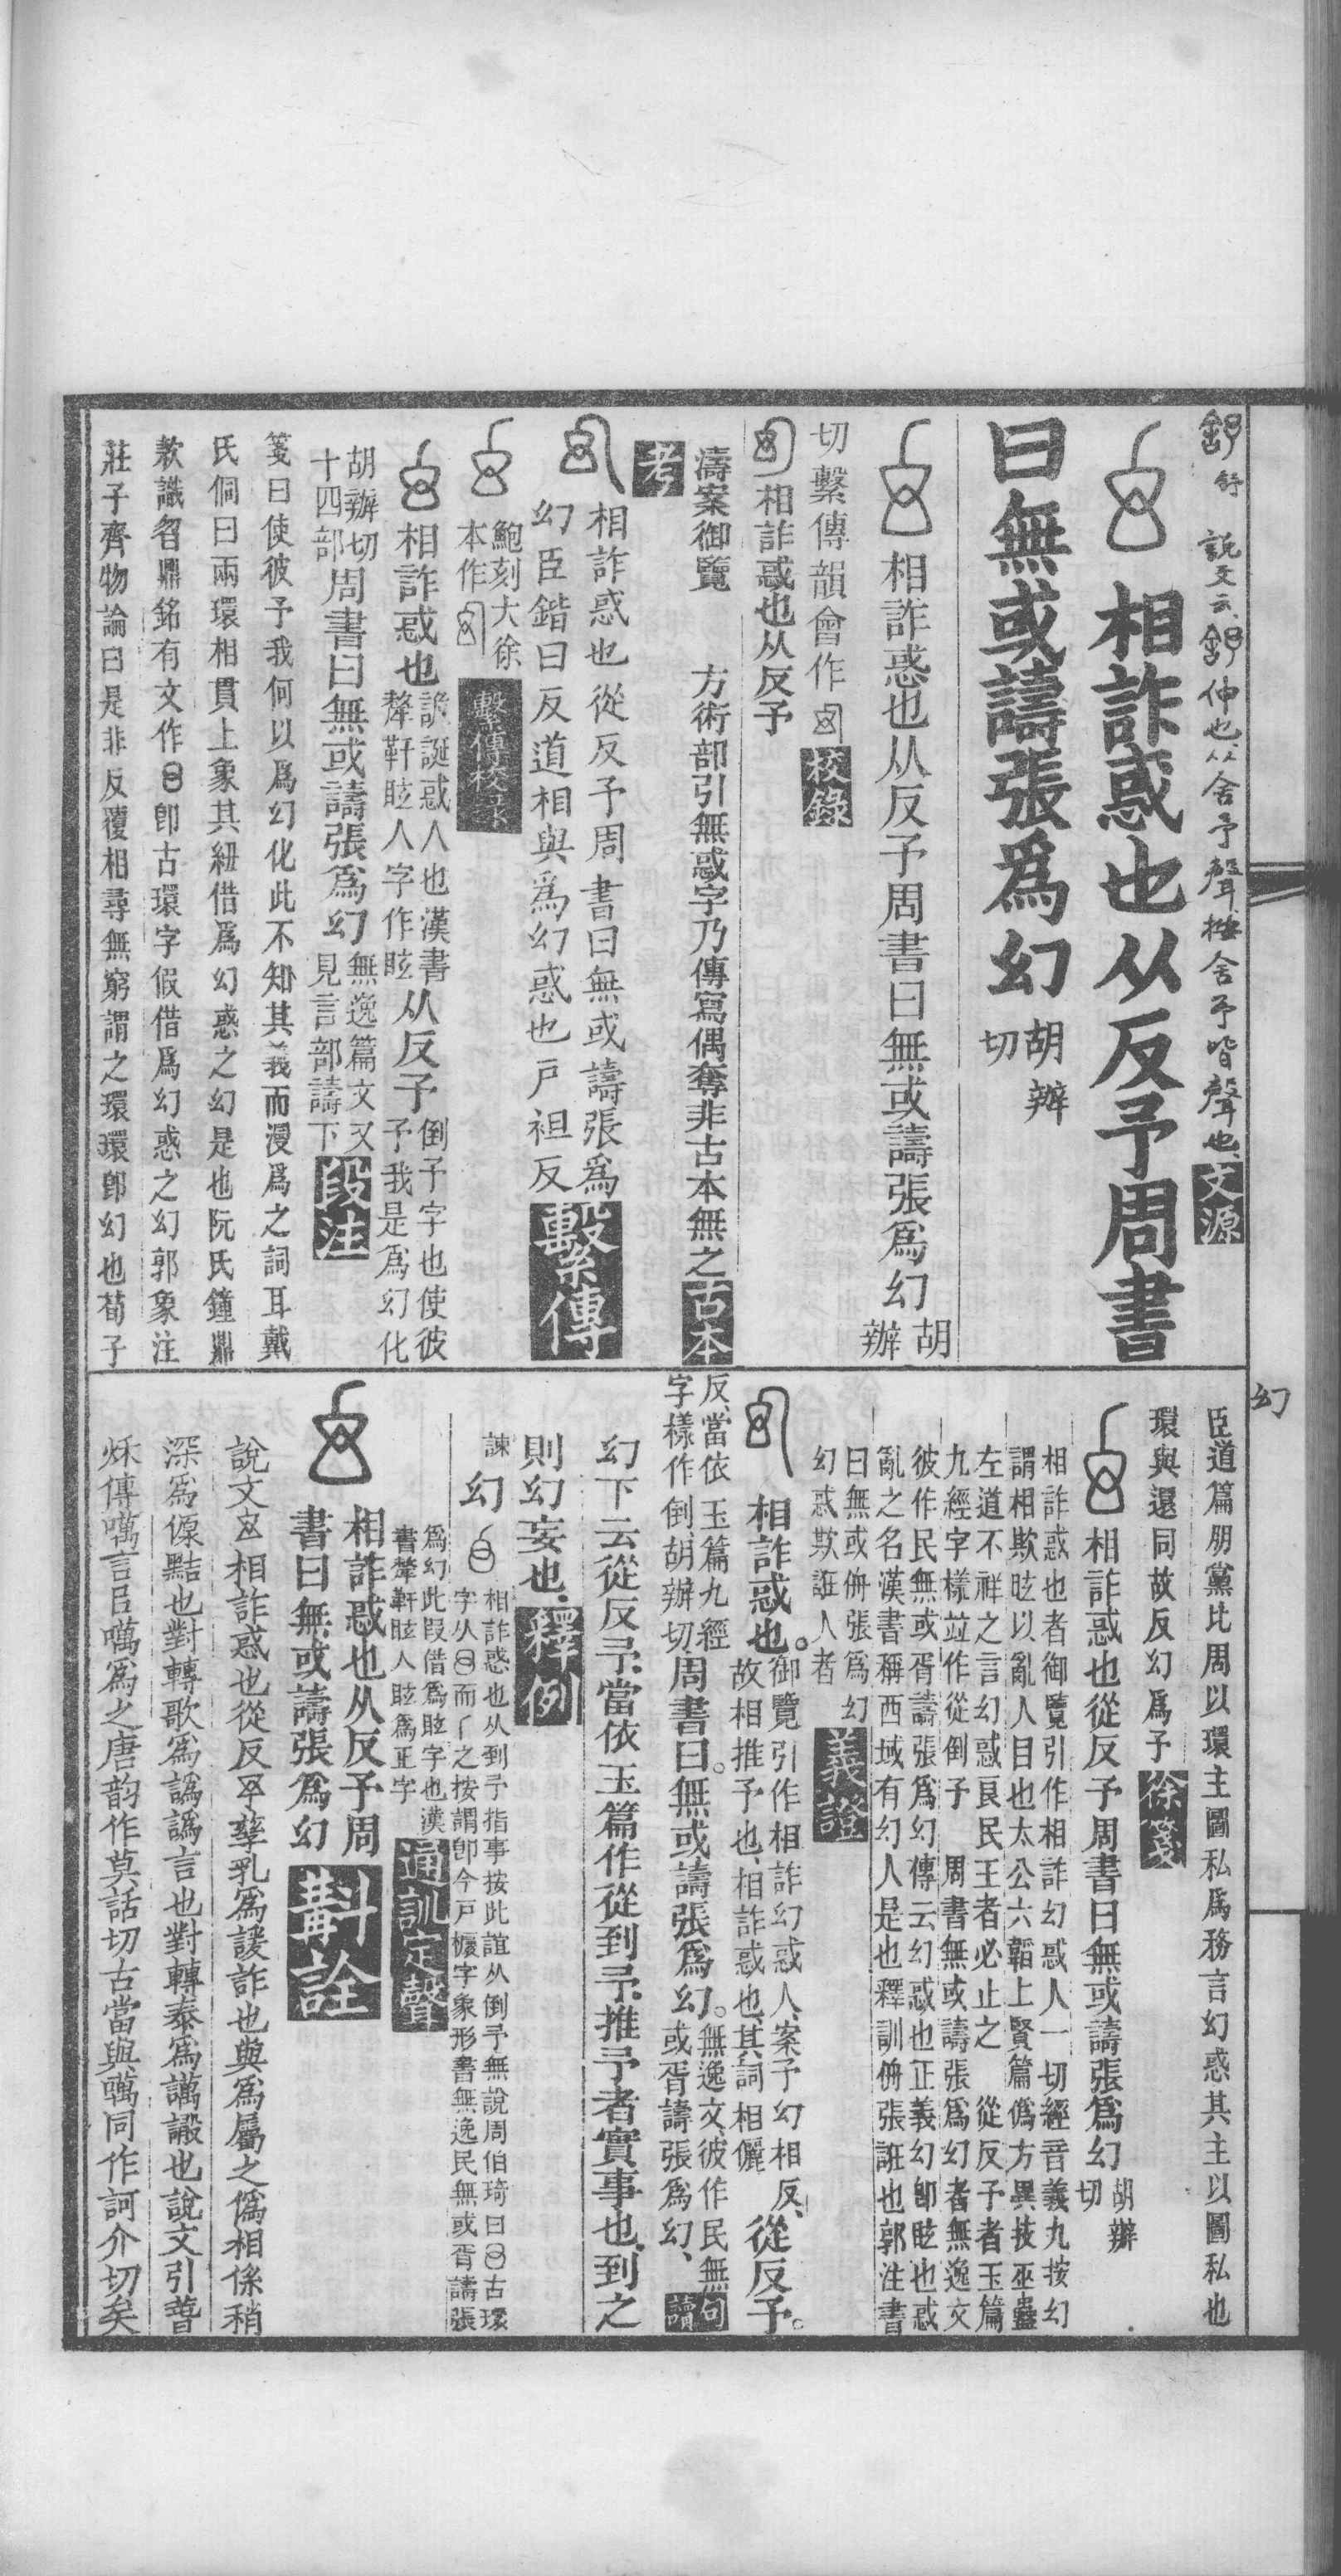 舒 說文云舒伸也从舍予聲按舍予皆聲也文源
相詐惑也从反予周書
曰無或譸張爲幻胡辦切
相詐惑也从反予周書曰無或譸張爲幻胡辦
切繫傳韻會作校錄
相詐惑也从反予
濤案御覽 方術部引無惑字乃傳寫偶奪非古本無之古本
考
相詐惑也從反予周書曰無或譸張爲
幻臣鍇曰反道相與爲幻惑也戸袒反繫傳
鮑刻大徐
本作繫傳校录
相詐惑也詭誕惑人也漢書犛靬眩人字作眩从反予倒予字也使彼予我是爲幻化
胡辦切十四部周書曰無或譸張爲幻無逸篇文又見言部譸下段注
箋曰使彼予我何以爲幻化此不知其義而漫爲之詞耳戴
氏侗曰兩環相貫上象其紐借爲幻惑之幻是也阮氏鐘鼎
款識曶鼎銘有文作卽古環字假借爲幻惑之幻郭象注
莊子齊物論曰是非反覆相尋無窮謂之環環卽幻也荀子
幻
臣道篇朋黨比周以環主圖私爲務言幻惑其主以圖私也
環與還同故反幻爲予徐箋
相詐惑也從反予周書曰無或譸張爲幻胡辦切
相詐惑也者御覽引作相詐幻惑人一切經音義九按幻
謂相欺眩以亂人目也太公六韜上賢篇僞方異技巫蠱
左道不祥之言幻惑良民王者必止之 從反予者玉篇
九經字樣竝作從倒予 周書無或譸張爲幻者無逸文
彼作民無或胥譸張爲幻傳云幻惑也正義幻卽眩也惑
亂之名漢書稱西域有幻人是也釋訓侜張誑也郭注書
曰無或侜張爲幻
幻惑欺誑人者義證
相詐惑也。御覽引作相詐幻惑人、案予幻相反、故相推予也、相詐惑也、其詞相儷從反予。
反、當依 玉篇九經字樣作 倒、胡辦切周書曰。無或譸張爲幻。無逸文、彼作民無或胥譸張爲幻、句讀
幻下云從反予、當依玉篇作從到予、推予者實事也、到之
則幻妄也、釋例
諫幻 相詐惑也从到予指事按此誼从倒予無說周伯琦曰古環字从而之按謂卽今戸字象形書無逸民無或胥譸張
爲幻此叚借爲眩字也漢
書犛軒眩人眩爲正字通訓定聲
相詐惑也从反予周
書曰無或譸張爲幻斠詮
說文相詐惑也從反予孳乳爲諼詐也與爲屬之僞相係稍
深爲傆黠也對轉歌爲譌譌言也對轉泰爲講譭也說文引
傳言曰爲之唐韵作莫話切古當與同作訶介切矣